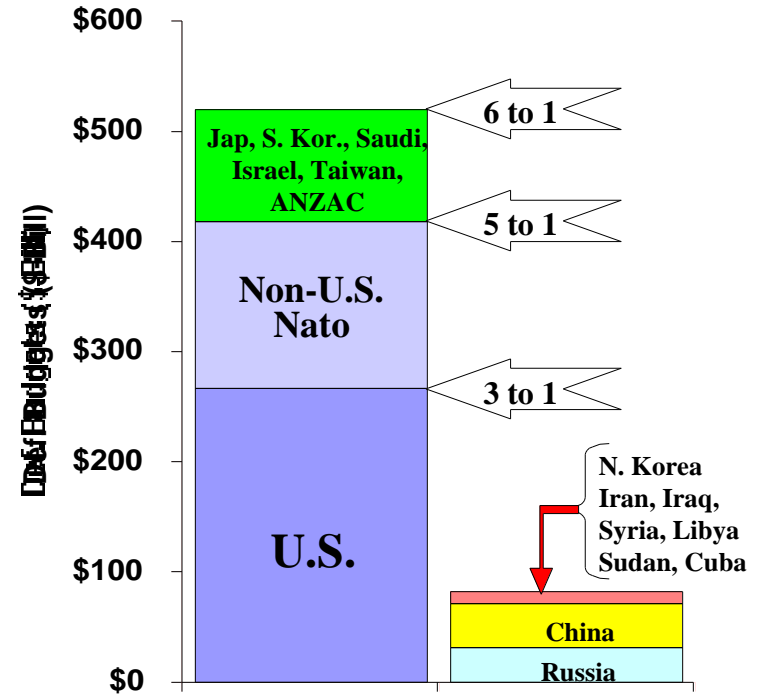 $600
$500
$400
$300
$200
$100
$0
Jap, S. Kor., Saudi,
Israel, Taiwan,
ANZAC
Non-U.S.
Nato
U.S.
6 to 1
5 to 1
3 to 1
N. Korea
Iran, Iraq,
Syria, Libya
Sudan, Cuba
China
Russia